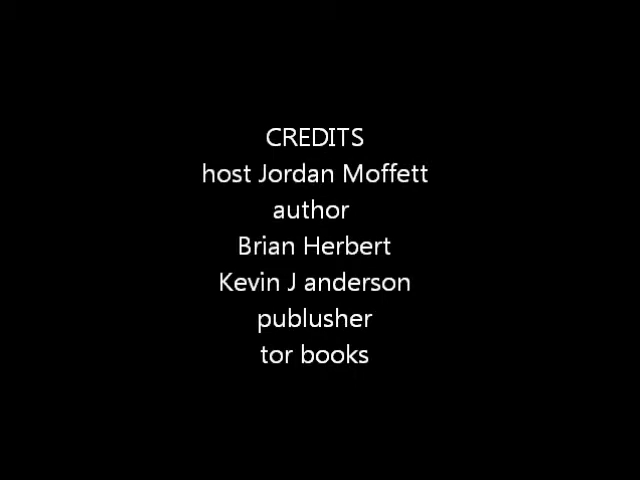 CREDITS
host Jordan Moffett
author
Brian Herbert
Kevin J anderson
publusher
tor books